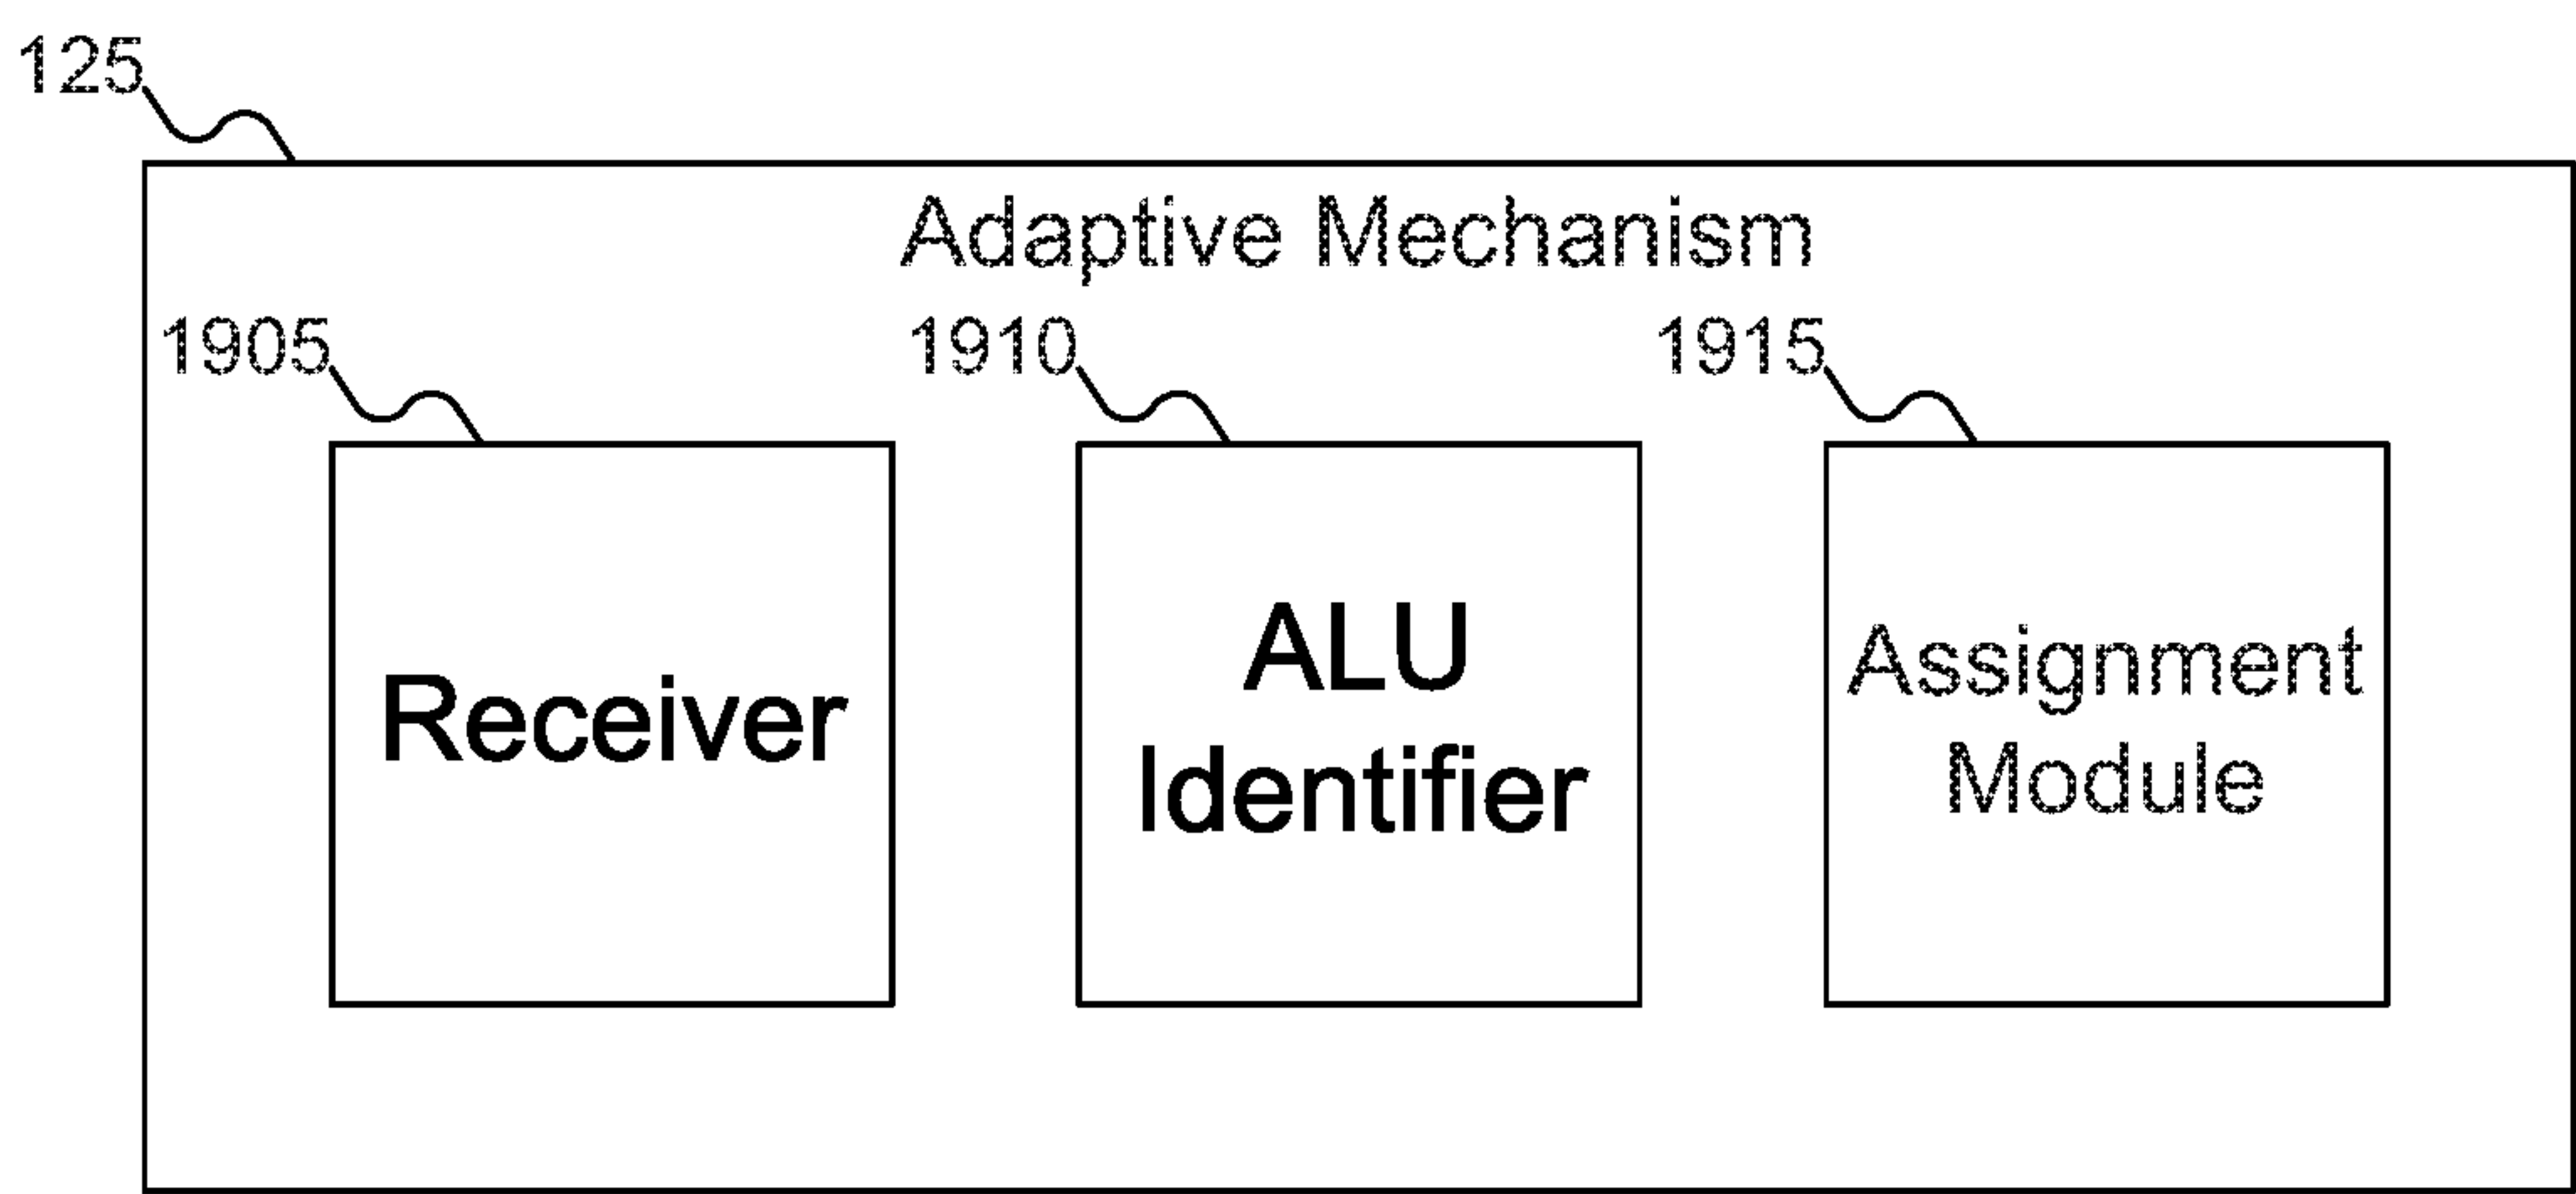 125
Adaptive Mechanism
1905
1910
1915
Receiver
ALU
Identifier
Assignment
Module